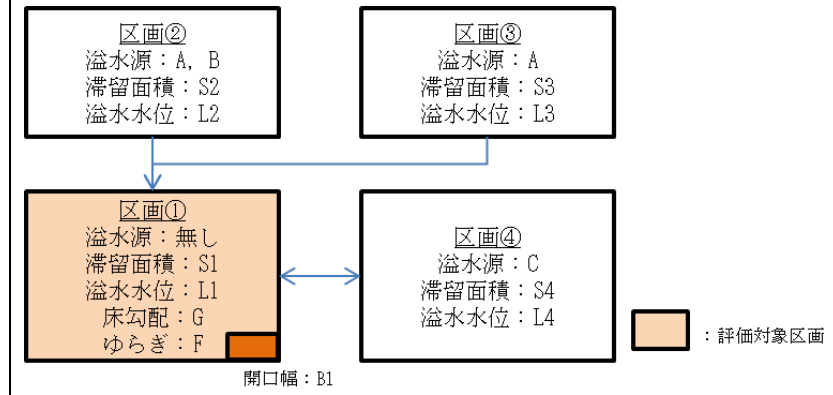 区画②
溢水源：A, B
滞留面積：S2
溢水水位：L2
区画③
溢水源：A
滞留面積：S3
溢水水位：L3
区画①
溢水源：無し
滞留面積：S1
溢水水位：L1
床勾配：G
ゆらぎ：F
区画④
溢水源：C
滞留面積：S4
溢水水位：L4
：評価対象区画
開口幅：B1